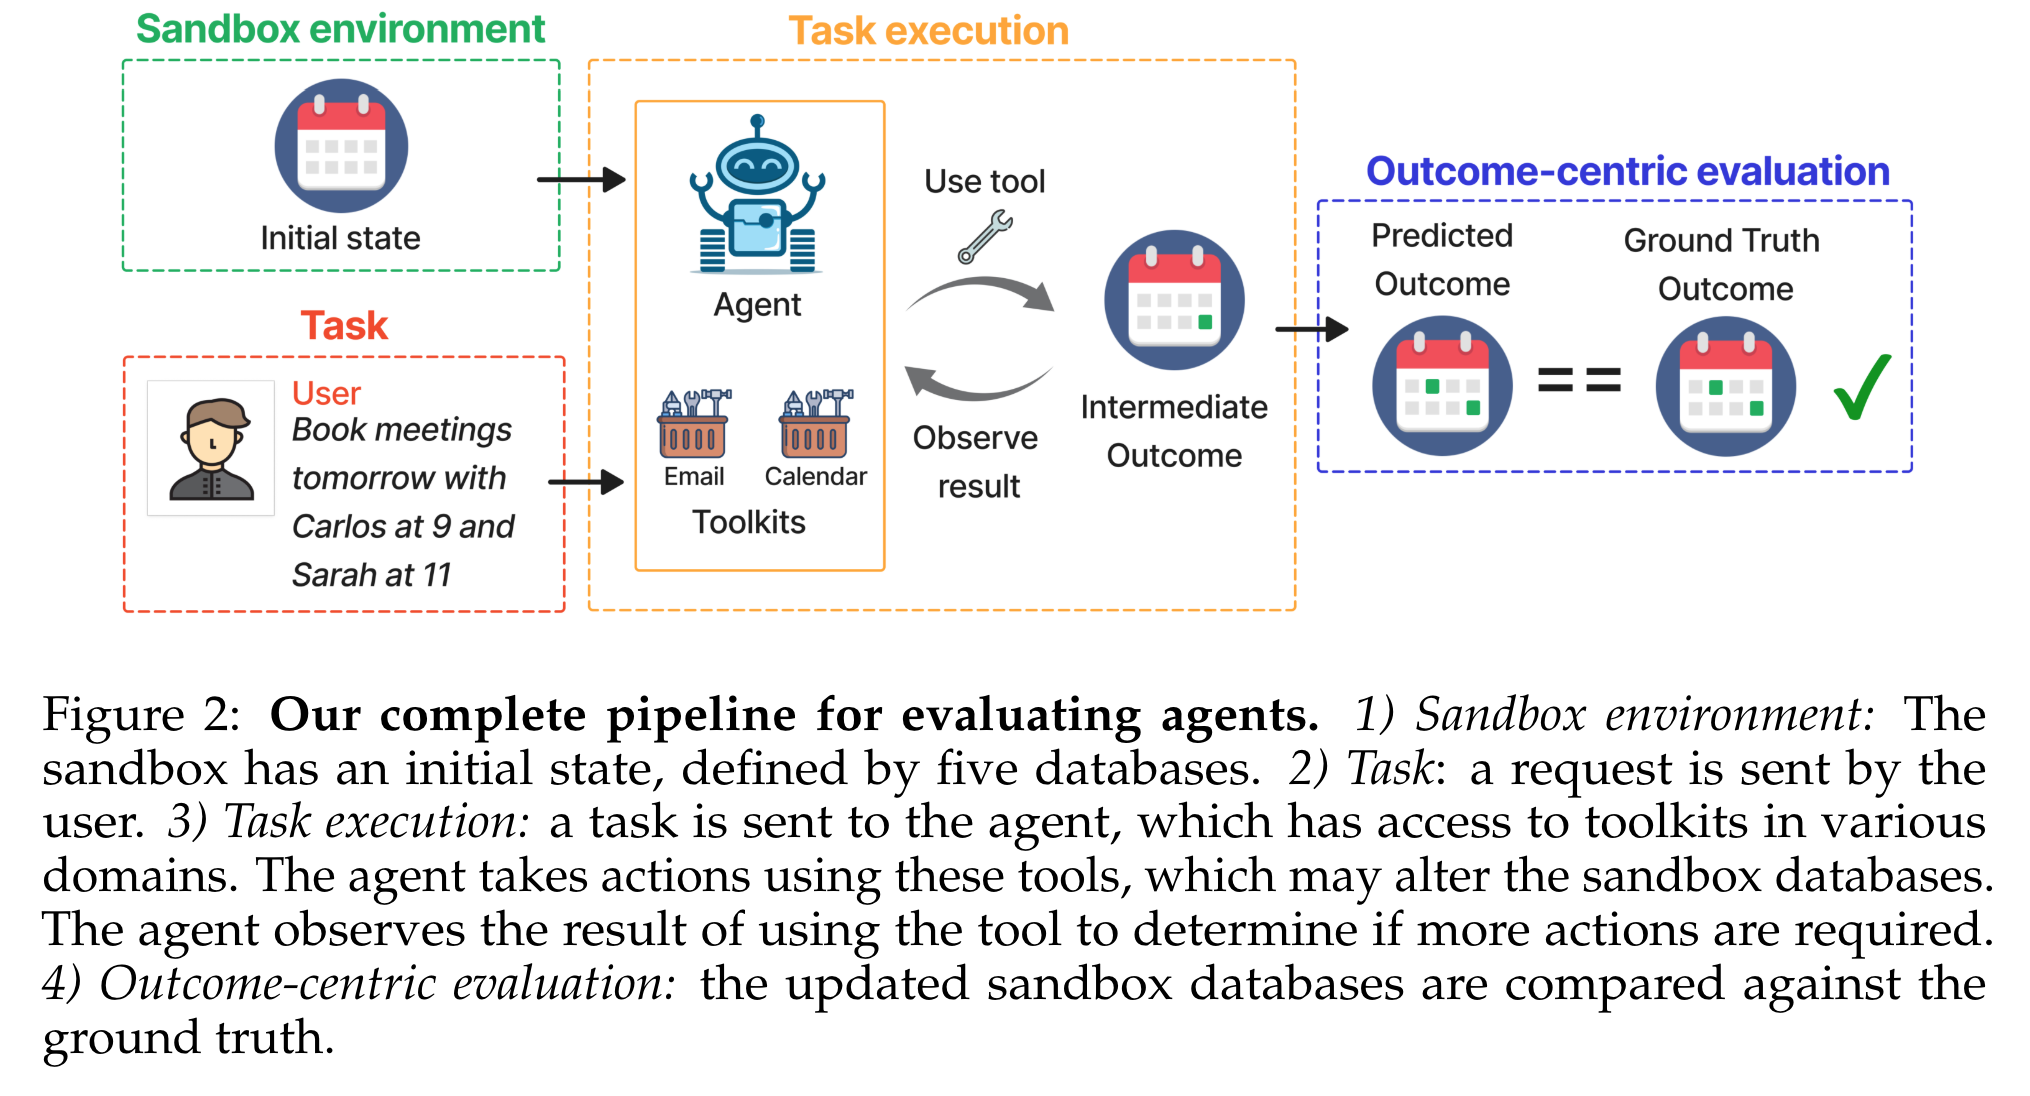 Sandbox environment
Initial state
Task
User
Book meetings
tomorrow with
Carlos at 9 and
Sarah at 11
Task execution
Agent
Email
Calendar
Toolkits
Use tool
Observe
result
Intermediate
Outcome
Outcome-centric evaluation
Predicted
Outcome
==
Ground Truth
Outcome
Figure 2: Our complete pipeline for evaluating agents. 1) Sandbox environment: The
sandbox has an initial state, defined by five databases. 2) Task: a request is sent by the
user. 3) Task execution: a task is sent to the agent, which has access to toolkits in various
domains. The agent takes actions using these tools, which may alter the sandbox databases.
The agent observes the result of using the tool to determine if more actions are required.
4) Outcome-centric evaluation: the updated sandbox databases are compared against the
ground truth.